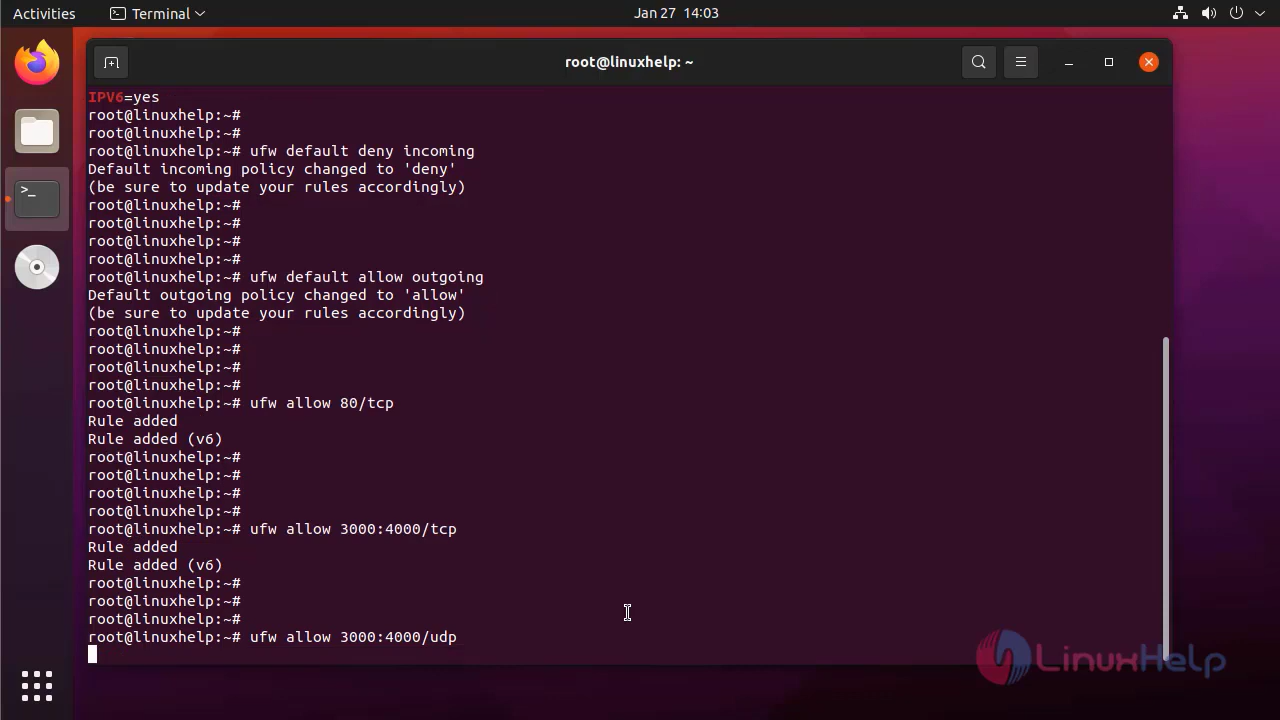 Activities
Terminal
Jan 27 14:03
root@linuxhelp: ~
IPV6=yes
root@linuxhelp:~#
root@linuxhelp:~#
root@linuxhelp:~# ufw default deny incoming
Default incoming policy changed to 'deny'
(be sure to update your rules accordingly)
root@linuxhelp:~#
root@linuxhelp:~#
root@linuxhelp:~#
root@linuxhelp:~#
root@linuxhelp:~# ufw default allow outgoing
Default outgoing policy changed to 'allow'
(be sure to update your rules accordingly)
root@linuxhelp:~#
root@linuxhelp:~#
root@linuxhelp:~#
root@linuxhelp:~#
root@linuxhelp:~# ufw allow 80/tcp
Rule added
Rule added (v6)
root@linuxhelp:~#
root@linuxhelp:~#
root@linuxhelp:~#
root@linuxhelp:~#
root@linuxhelp:~# ufw allow 3000:4000/tcp
Rule added
Rule added (v6)
root@linuxhelp:~#
root@linuxhelp:~#
root@linuxhelp:~#
root@linuxhelp:~# ufw allow 3000:4000/udp
LinuxHelp